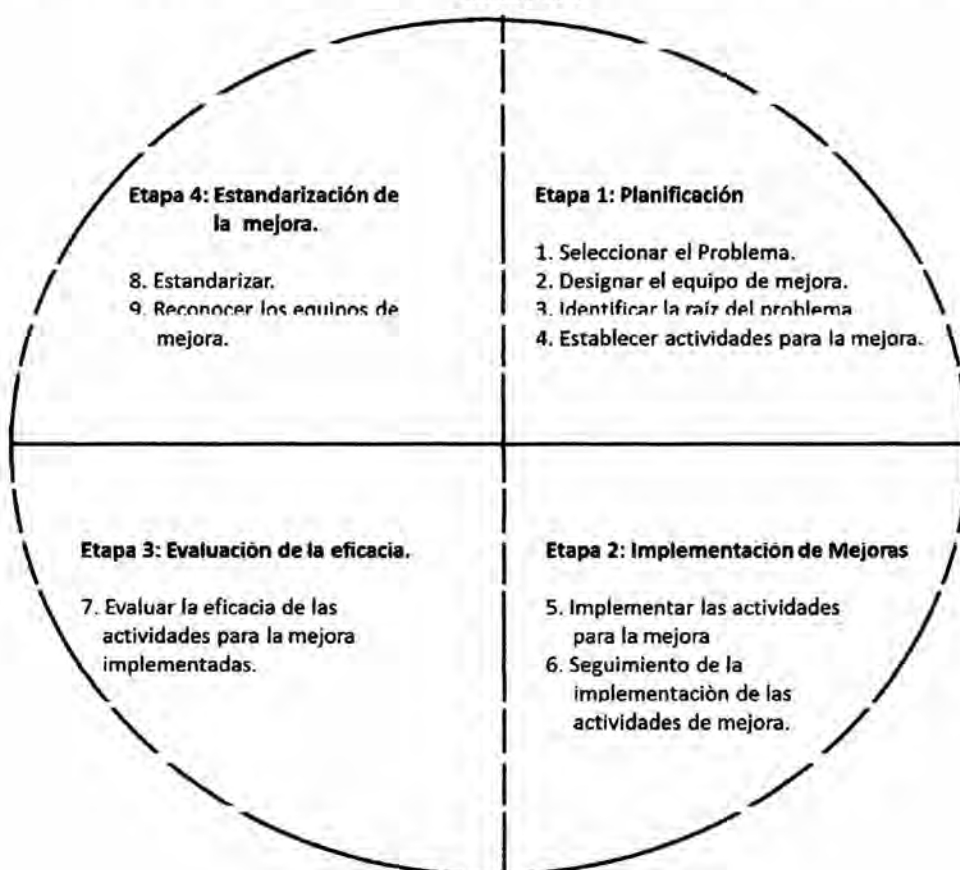 Etapa 1: Planificación
1. Seleccionar el Problema.
2. Designar el equipo de mejora.
3. Identificar la raíz del problema
4. Establecer actividades para la mejora.
Etapa 2: Implementación de Mejoras
5. Implementar las actividades
para la mejora
6. Seguimiento de la
implementaciòn de las
actividades de mejora.
Etapa 3: Evaluación de la eficacia.
7. Evaluar la eficacia de las
actividades para la mejora
implementadas.
Etapa 4: Estandarización de
la mejora.
8. Estandarizar.
9. Reconocer los equipos de
mejora.